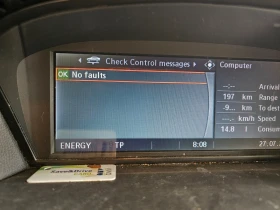 Check Control messages
Computer
OK No faults
Arrival
197 km Range
km To dest
km/h Speed
14.8 l Consum
ENERGY TP 8:08 27.07.